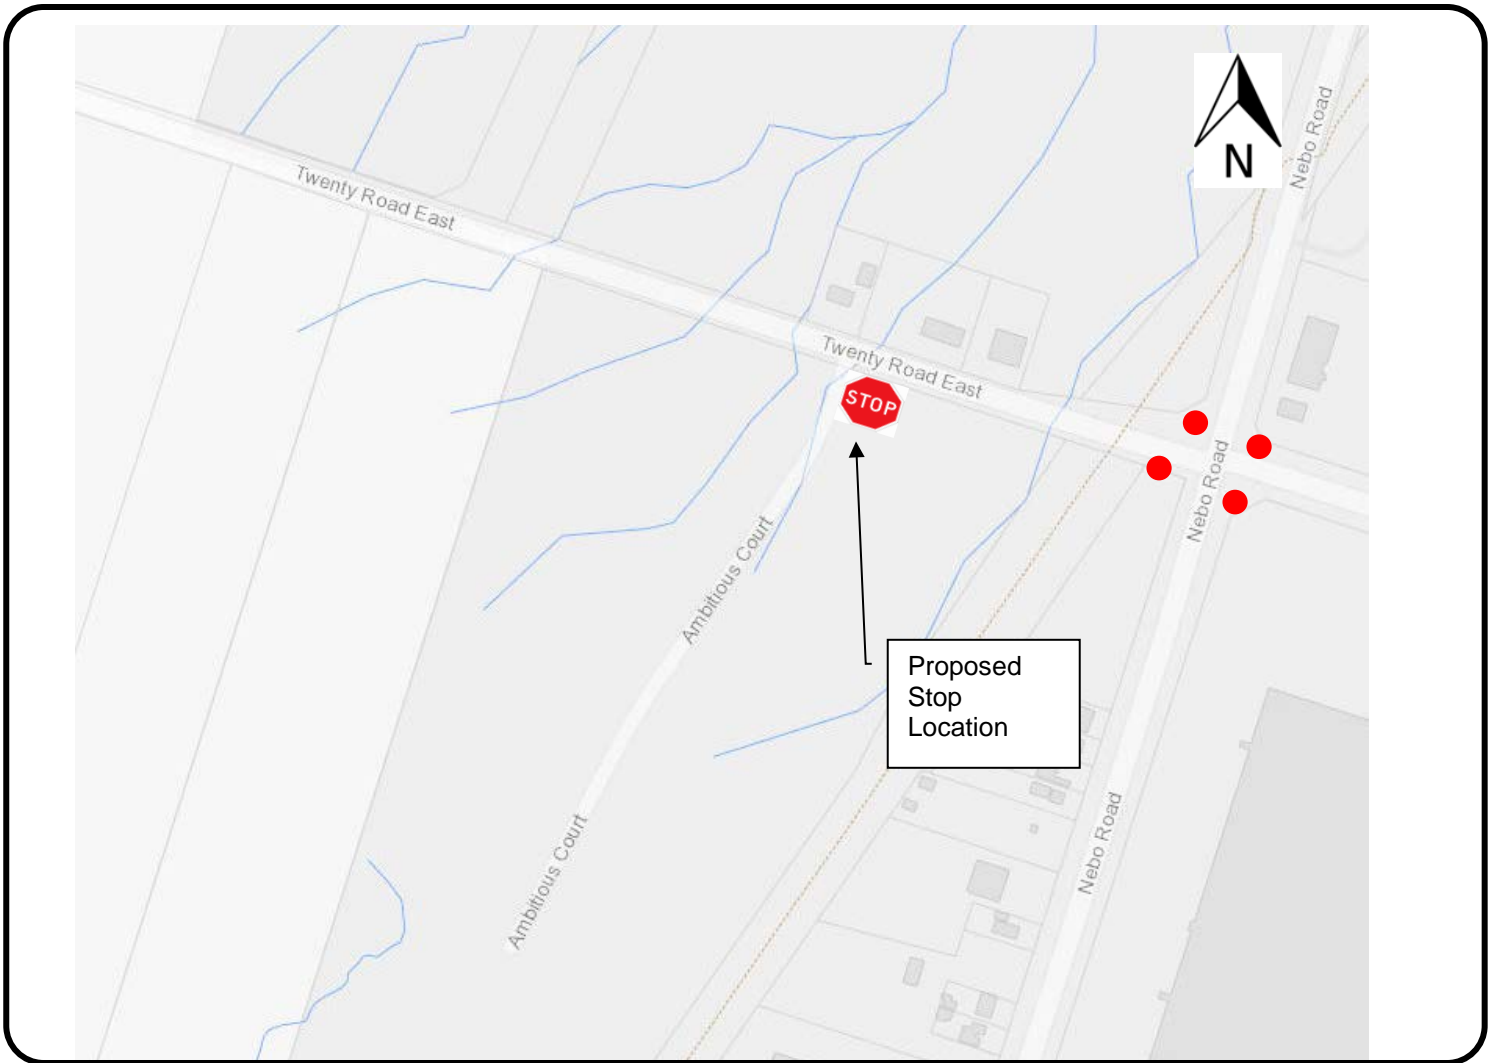 N
Nebo Road
Twenty Road East
Twenty Road East
STOP
Nebo Road
Ambitious Court
Proposed
Stop
Location
Nebo Road
Ambitious Court